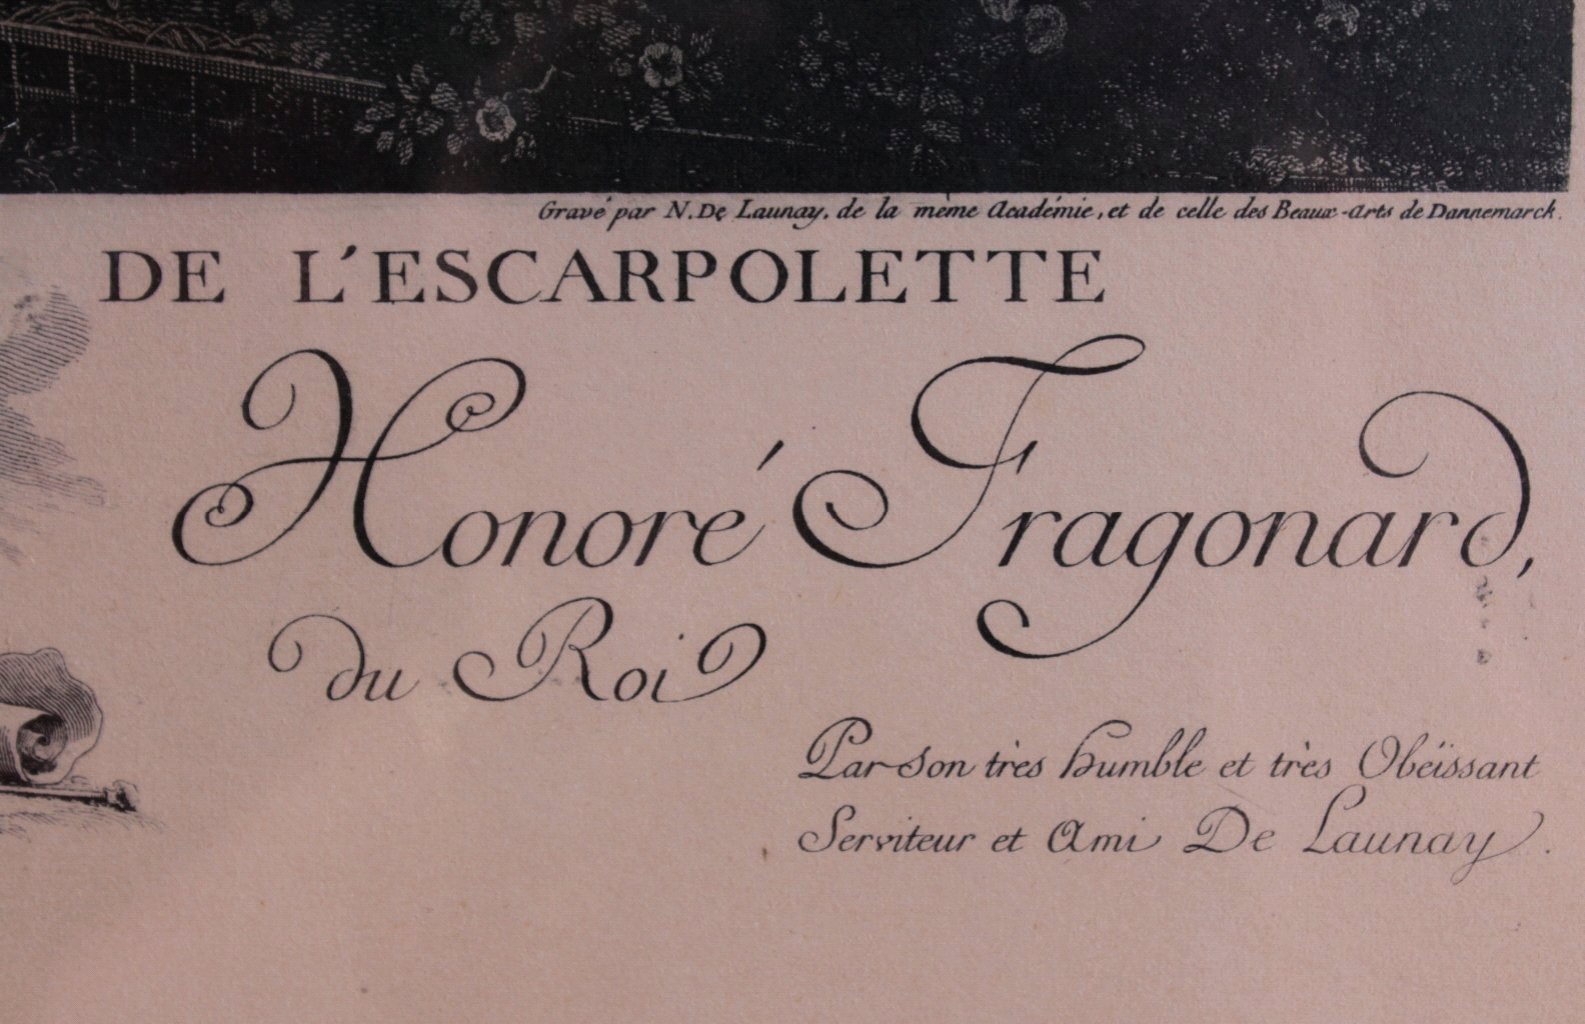 Gravé par N. De Launay, de la même Académie, et de celle des Beaux-Arts de Dannemarck.
DE L'ESCARPOLETTE
Honoré Fragonard,
du Roi
Par son très humble et très Obëissant
Serviteur et Ami De Launay.